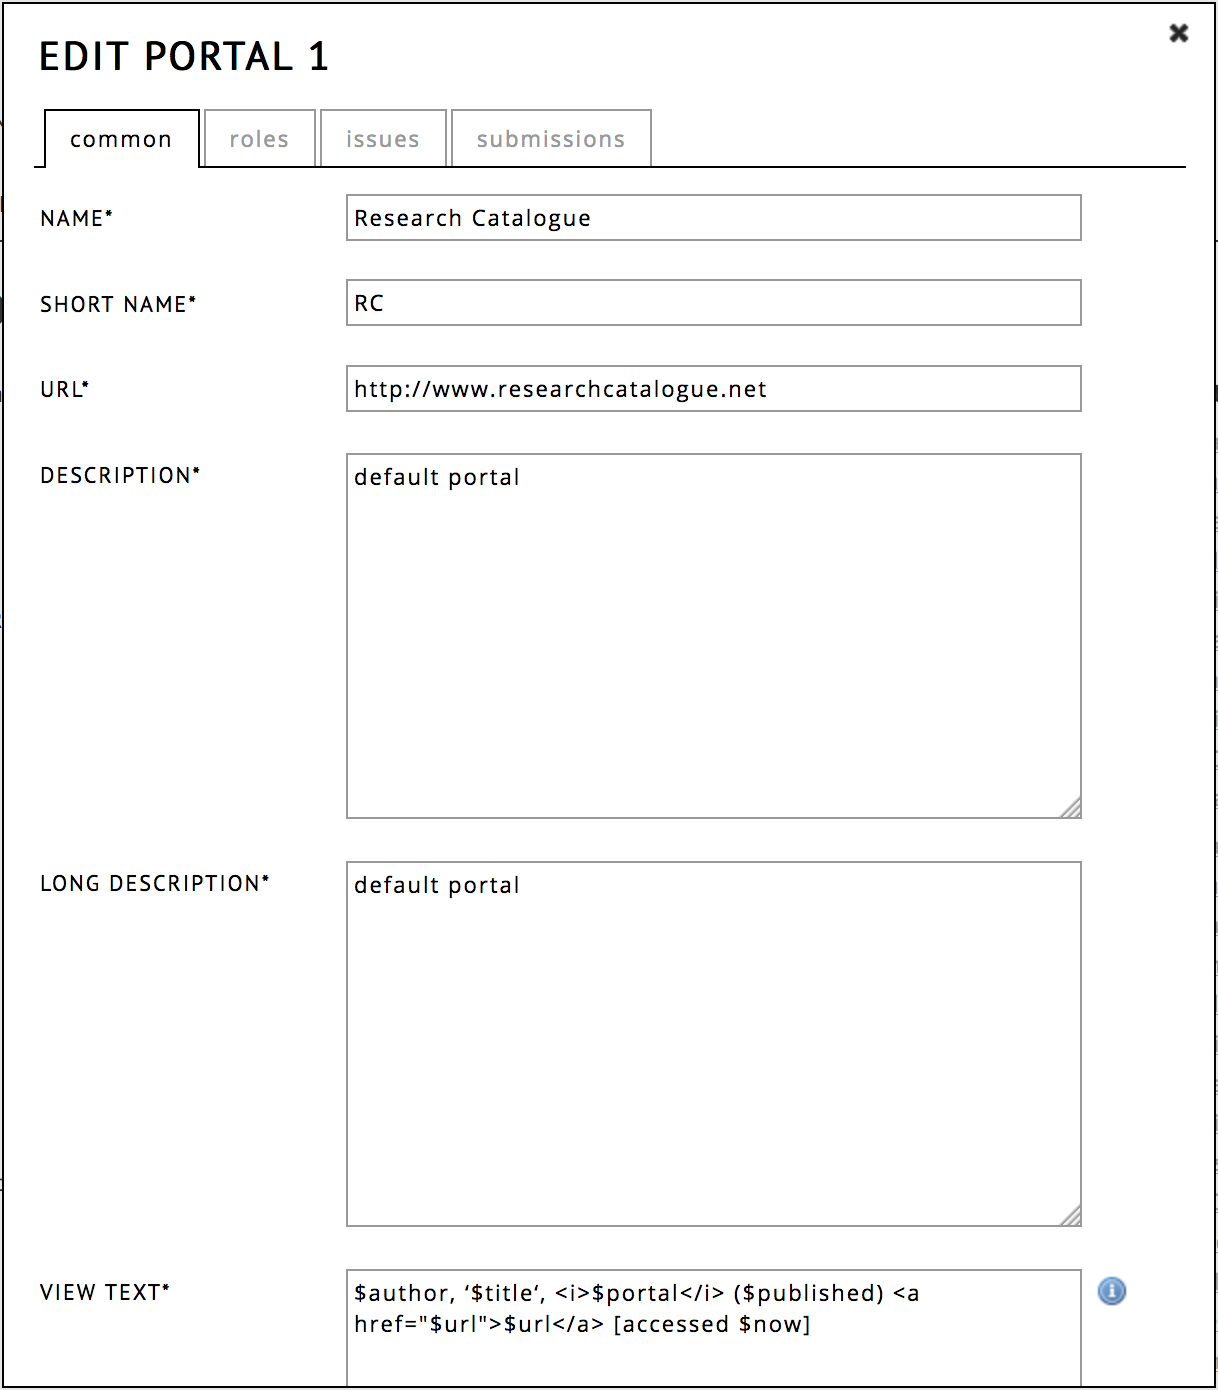 EDIT PORTAL 1
common
roles
issues
submissions
NAME*
Research Catalogue
SHORT NAME*
RC
URL*
http://www.researchcatalogue.net
DESCRIPTION*
default portal
LONG DESCRIPTION*
default portal
VIEW TEXT*
$author, ‘$title‘, <i>$portal</i> ($published) <a
href="$url">$url</a> [accessed $now]